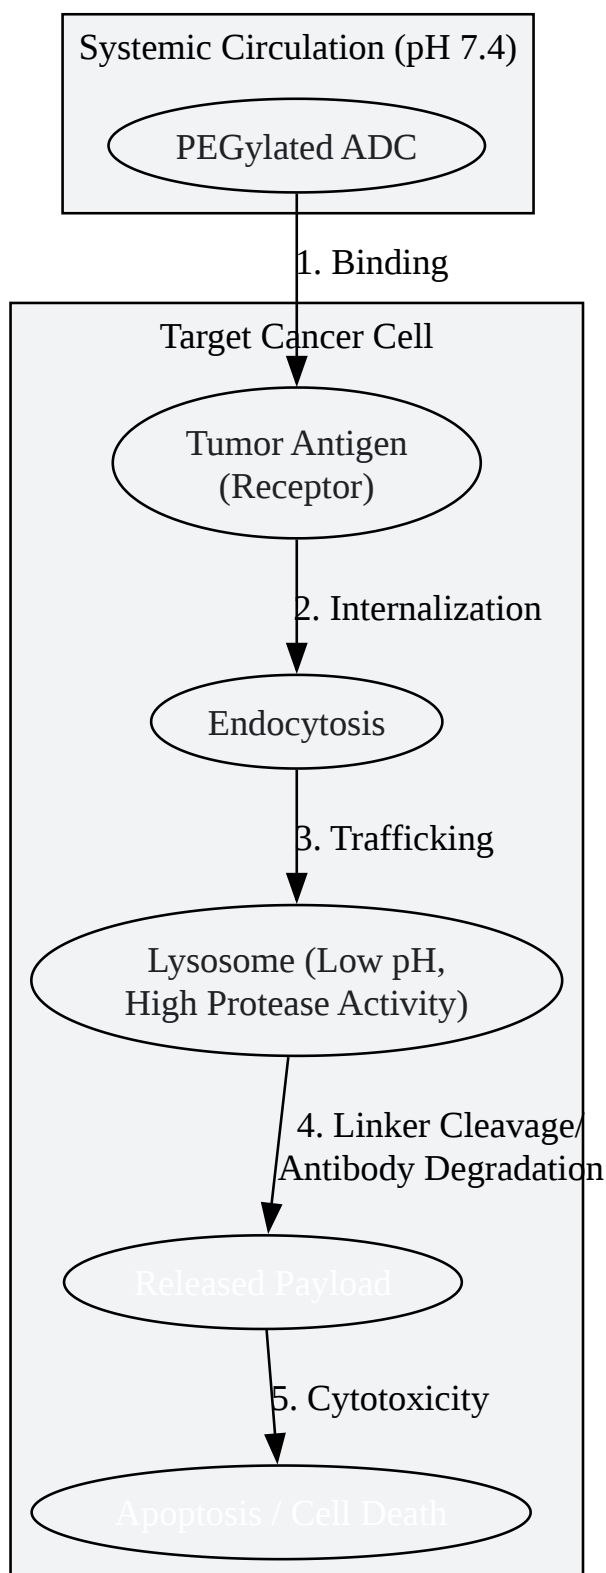 Systemic Circulation (pH 7.4)
PEGylated ADC
1. Binding
Target Cancer Cell
Tumor Antigen
(Receptor)
2. Internalization
Endocytosis
3. Trafficking
Lysosome (Low pH,
High Protease Activity)
4. Linker Cleavage/
Antibody Degradation
Released Payload
5. Cytotoxicity
Apoptosis / Cell Death